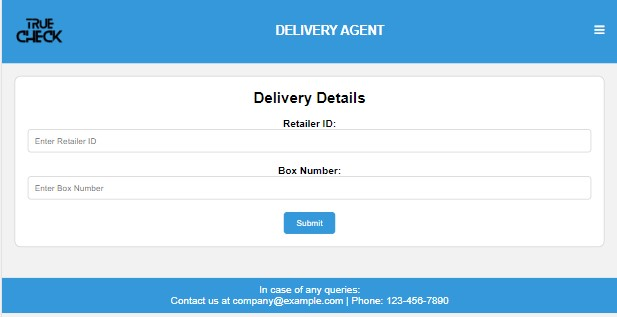 TRUE
CHECK
DELIVERY AGENT
Delivery Details
Retailer ID:
Enter Retailer ID
Box Number:
Enter Box Number
Submit
In case of any queries:
Contact us at company@example.com | Phone: 123-456-7890